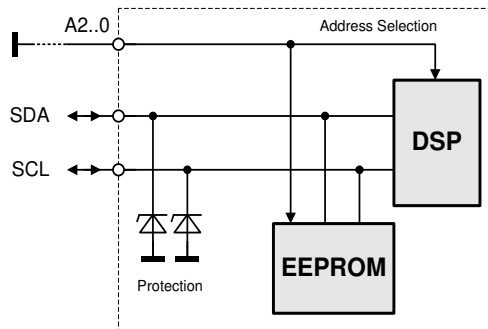 A2..0
Address Selection
SDA
DSP
SCL
EEPROM
Protection